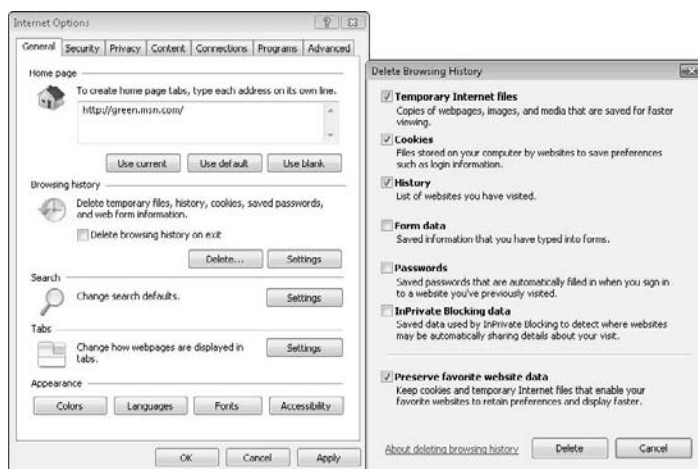 Internet Options
General Security Privacy Content Connections Programs Advanced
Home page
To create home page tabs, type each address on its own line.
http://green.msn.com/
Use current Use default Use blank
Browsing history
Delete temporary files, history, cookies, saved passwords,
and web form information.
Delete browsing history on exit
Delete... Settings
Search
Change search defaults. Settings
Tabs
Change how webpages are displayed in
tabs. Settings
Appearance
Colors Languages Fonts Accessibility
OK Cancel Apply
Delete Browsing History
Temporary Internet files
Copies of webpages, images, and media that are saved for faster
viewing.
Cookies
Files stored on your computer by websites to save preferences
such as login information.
History
List of websites you have visited.
Form data
Saved information that you have typed into forms.
Passwords
Saved passwords that are automatically filled in when you sign in
to a website you've previously visited.
InPrivate Blocking data
Saved data used by InPrivate Blocking to detect where websites
may be automatically sharing details about your visit.
Preserve favorite website data
Keep cookies and temporary Internet files that enable your
favorite websites to retain preferences and display faster.
About deleting browsing history Delete Cancel